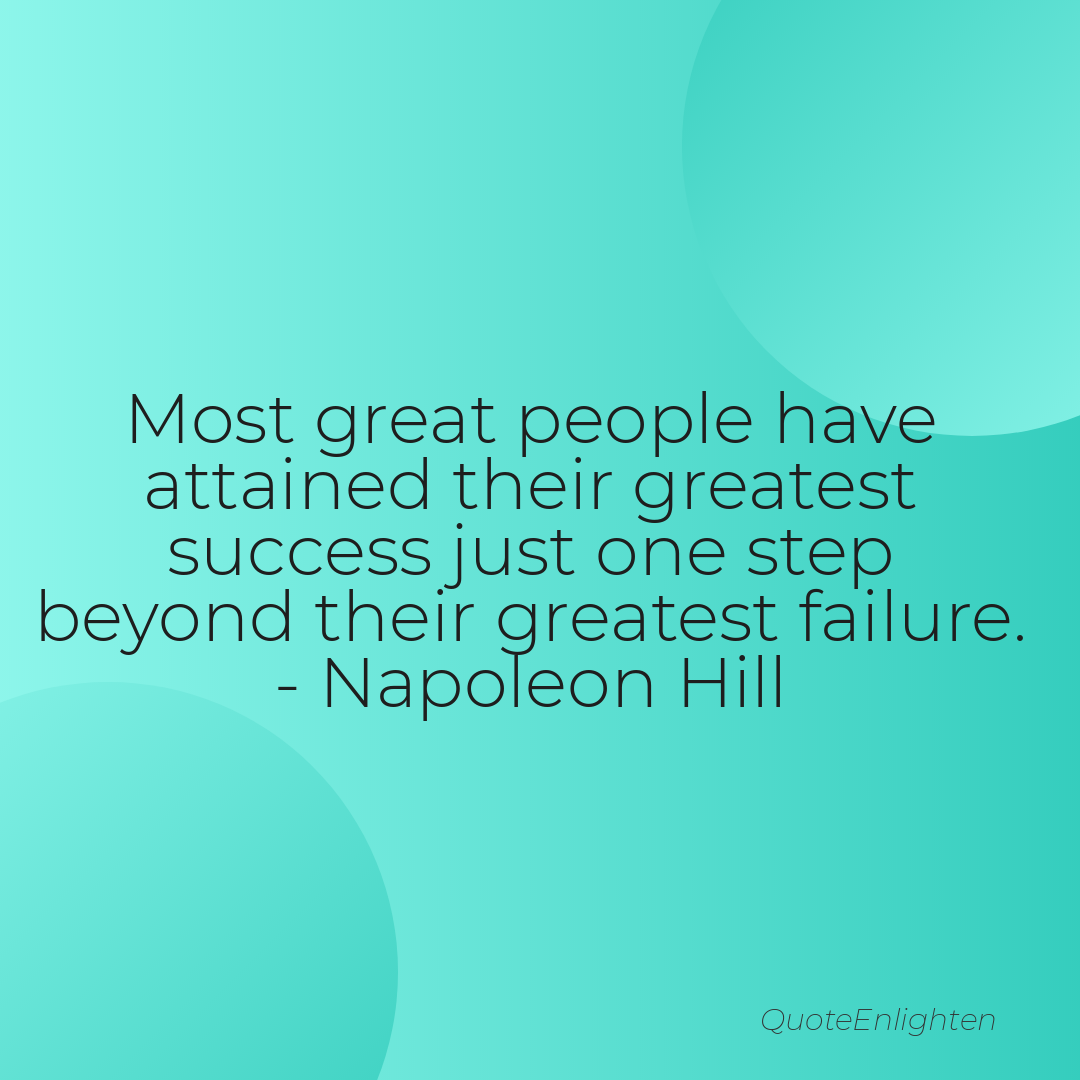 Most great people have
attained their greatest
success just one step
beyond their greatest failure.
- Napoleon Hill
QuoteEnlighten